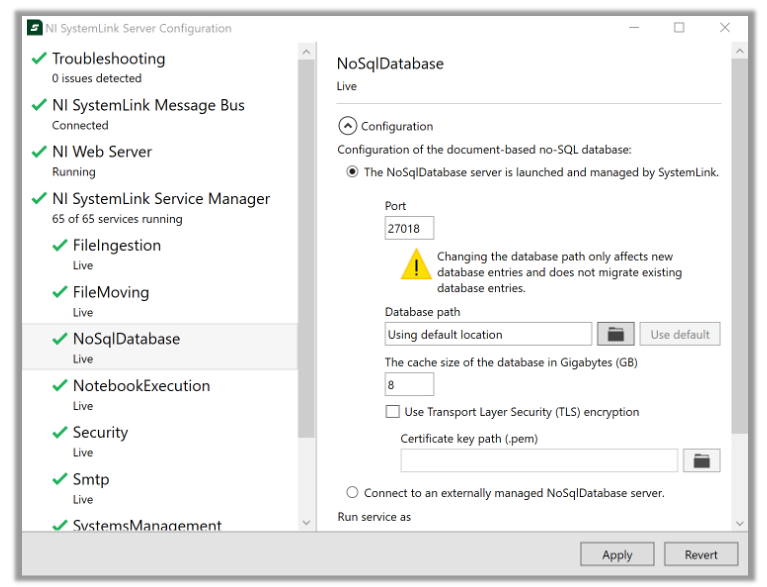 NI SystemLink Server Configuration
Troubleshooting
0 issues detected
NI SystemLink Message Bus
Connected
NI Web Server
Running
NI SystemLink Service Manager
65 of 65 services running
FileIngestion
Live
FileMoving
Live
NoSqlDatabase
Live
NotebookExecution
Live
Security
Live
Smtp
Live
SystemsManagement
NoSqlDatabase
Live
Configuration
Configuration of the document-based no-SQL database:
The NoSqlDatabase server is launched and managed by SystemLink.
Port
27018
Changing the database path only affects new
database entries and does not migrate existing
database entries.
Database path
Using default location
Use default
The cache size of the database in Gigabytes (GB)
8
Use Transport Layer Security (TLS) encryption
Certificate key path (.pem)
Connect to an externally managed NoSqlDatabase server.
Run service as
Apply
Revert